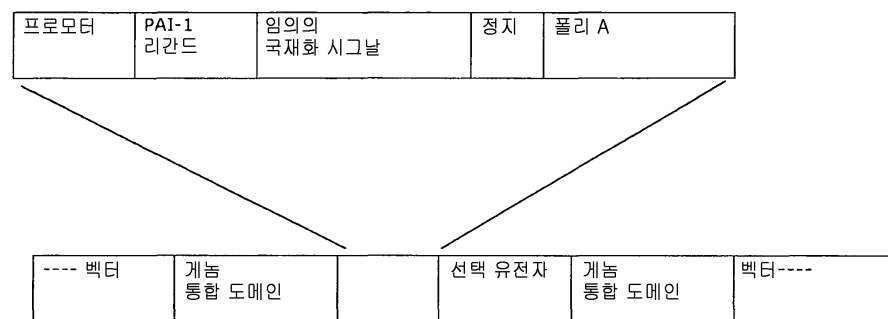 프로모터
PAI-1
리간드
임의의
국재화 시그날
정지
폴리 A
---- 벡터
게놈
통합 도메인
선택 유전자
게놈
통합 도메인
벡터----